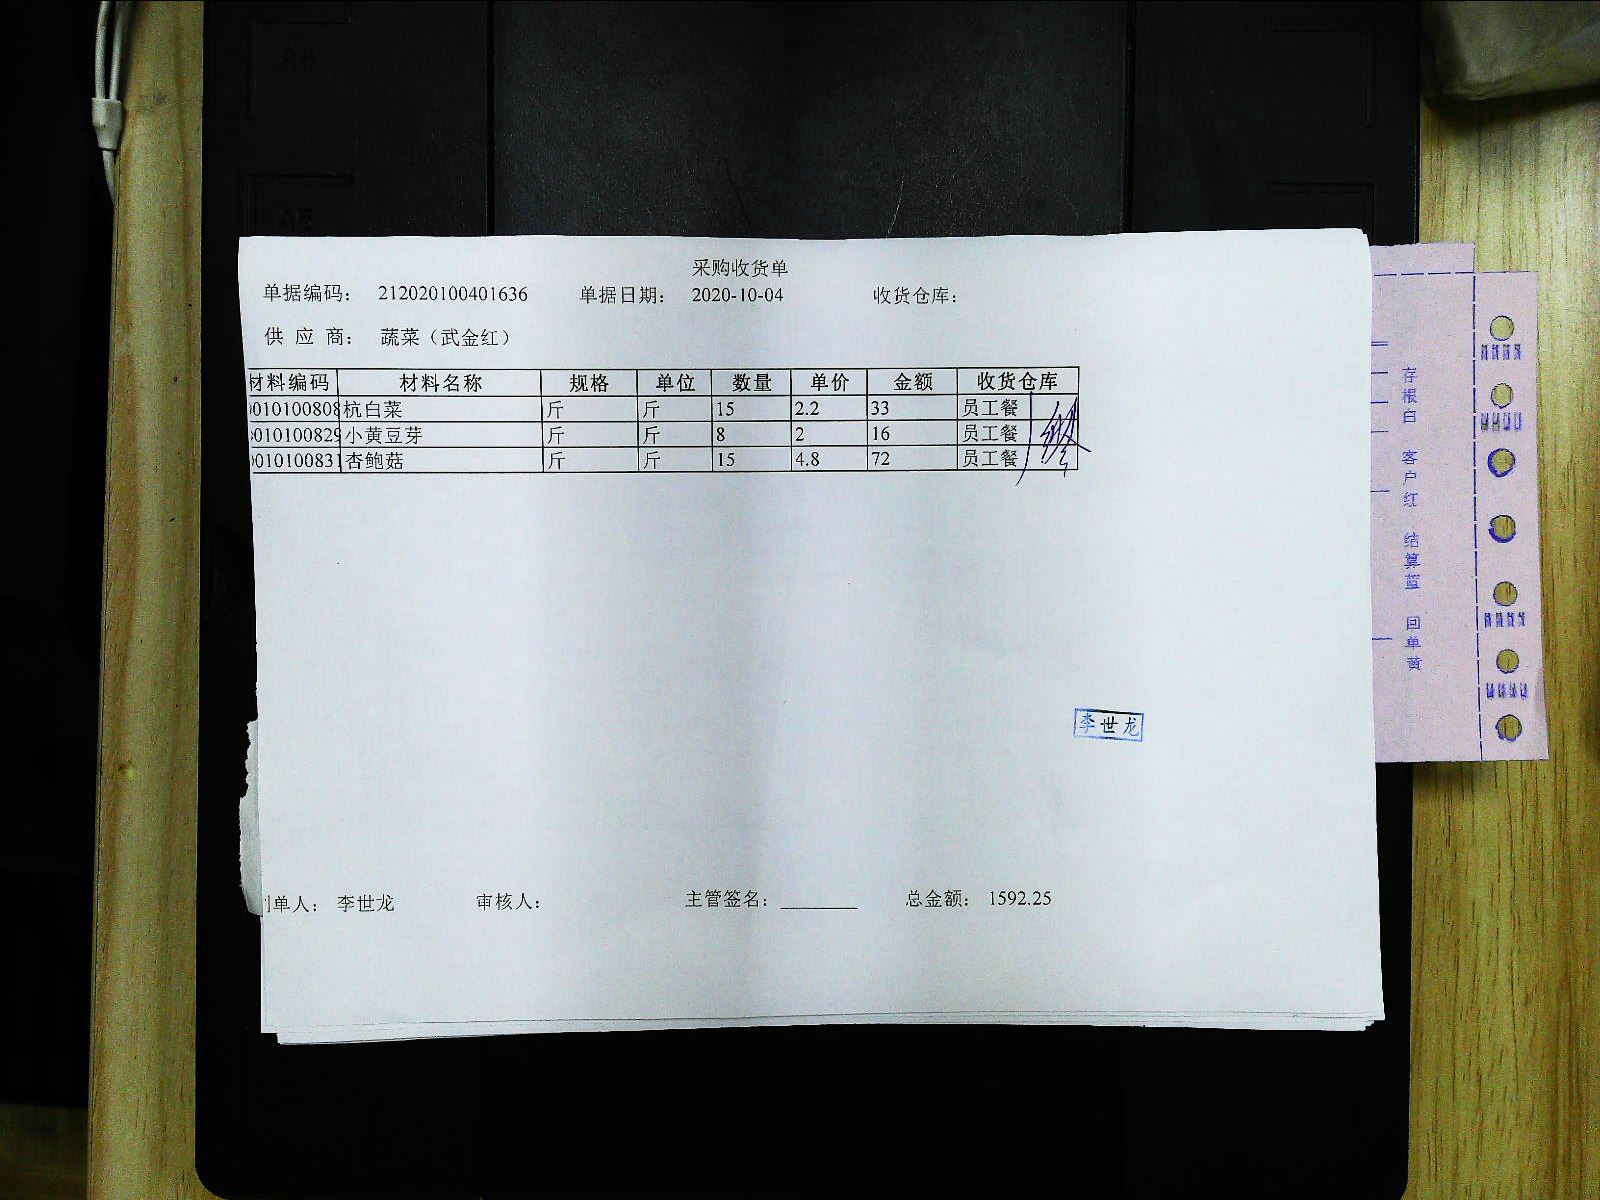 采购收货单
单据编码： 212020100401636 单据日期： 2020-10-04 收货仓库：
供 应 商： 蔬菜（武金红）
材料编码 材料名称 规格 单位 数量 单价 金额 收货仓库
010100808 杭白菜 斤 斤 15 2.2 33 员工餐
010100829 小黄豆芽 斤 斤 8 2 16 员工餐
010100831 杏鲍菇 斤 斤 15 4.8 72 员工餐
李世龙
制单人： 李世龙 审核人： 主管签名： 总金额： 1592.25
存根白 客户红 结算蓝 回单黄